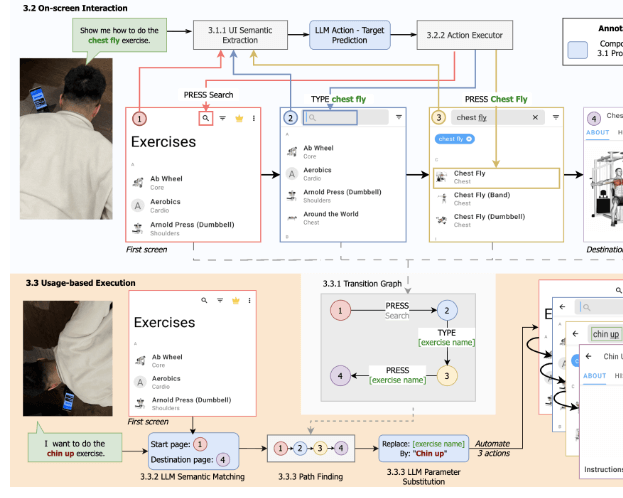 3.2 On-screen Interaction
Show me how to do the
chest fly exercise.
3.1.1 UI Semantic
Extraction
LLM Action - Target
Prediction
3.2.2 Action Executor
Annot
Compo
3.1 Pro
PRESS Search
TYPE chest fly
PRESS Chest Fly
1
Exercises
A
Ab Wheel
Core
Aerobics
Cardio
Arnold Press (Dumbbell)
Shoulders
First screen
2
A
Ab Wheel
Core
Aerobics
Cardio
Arnold Press (Dumbbell)
Shoulders
Around the World
Chest
3
chest fly
chest fly
C
Chest Fly
Chest
Chest Fly (Band)
Chest
Chest Fly (Dumbbell)
Chest
4
Ches
ABOUT
HI
Destination
3.3 Usage-based Execution
Exercises
A
Ab Wheel
Core
A
Aerobics
Cardio
Arnold Press (Dumbbell)
Shoulders
First screen
3.3.1 Transition Graph
1
PRESS
Search
2
TYPE
[exercise name]
3
PRESS
[exercise name]
4
E
chin up
Chin U
ABOUT
HI
Instructions
I want to do the
chin up exercise.
Start page: 1
Destination page: 4
3.3.2 LLM Semantic Matching
1 2 3 4
3.3.3 Path Finding
Replace: [exercise name]
By: "Chin up"
3.3.3 LLM Parameter
Substitution
Automate
3 actions